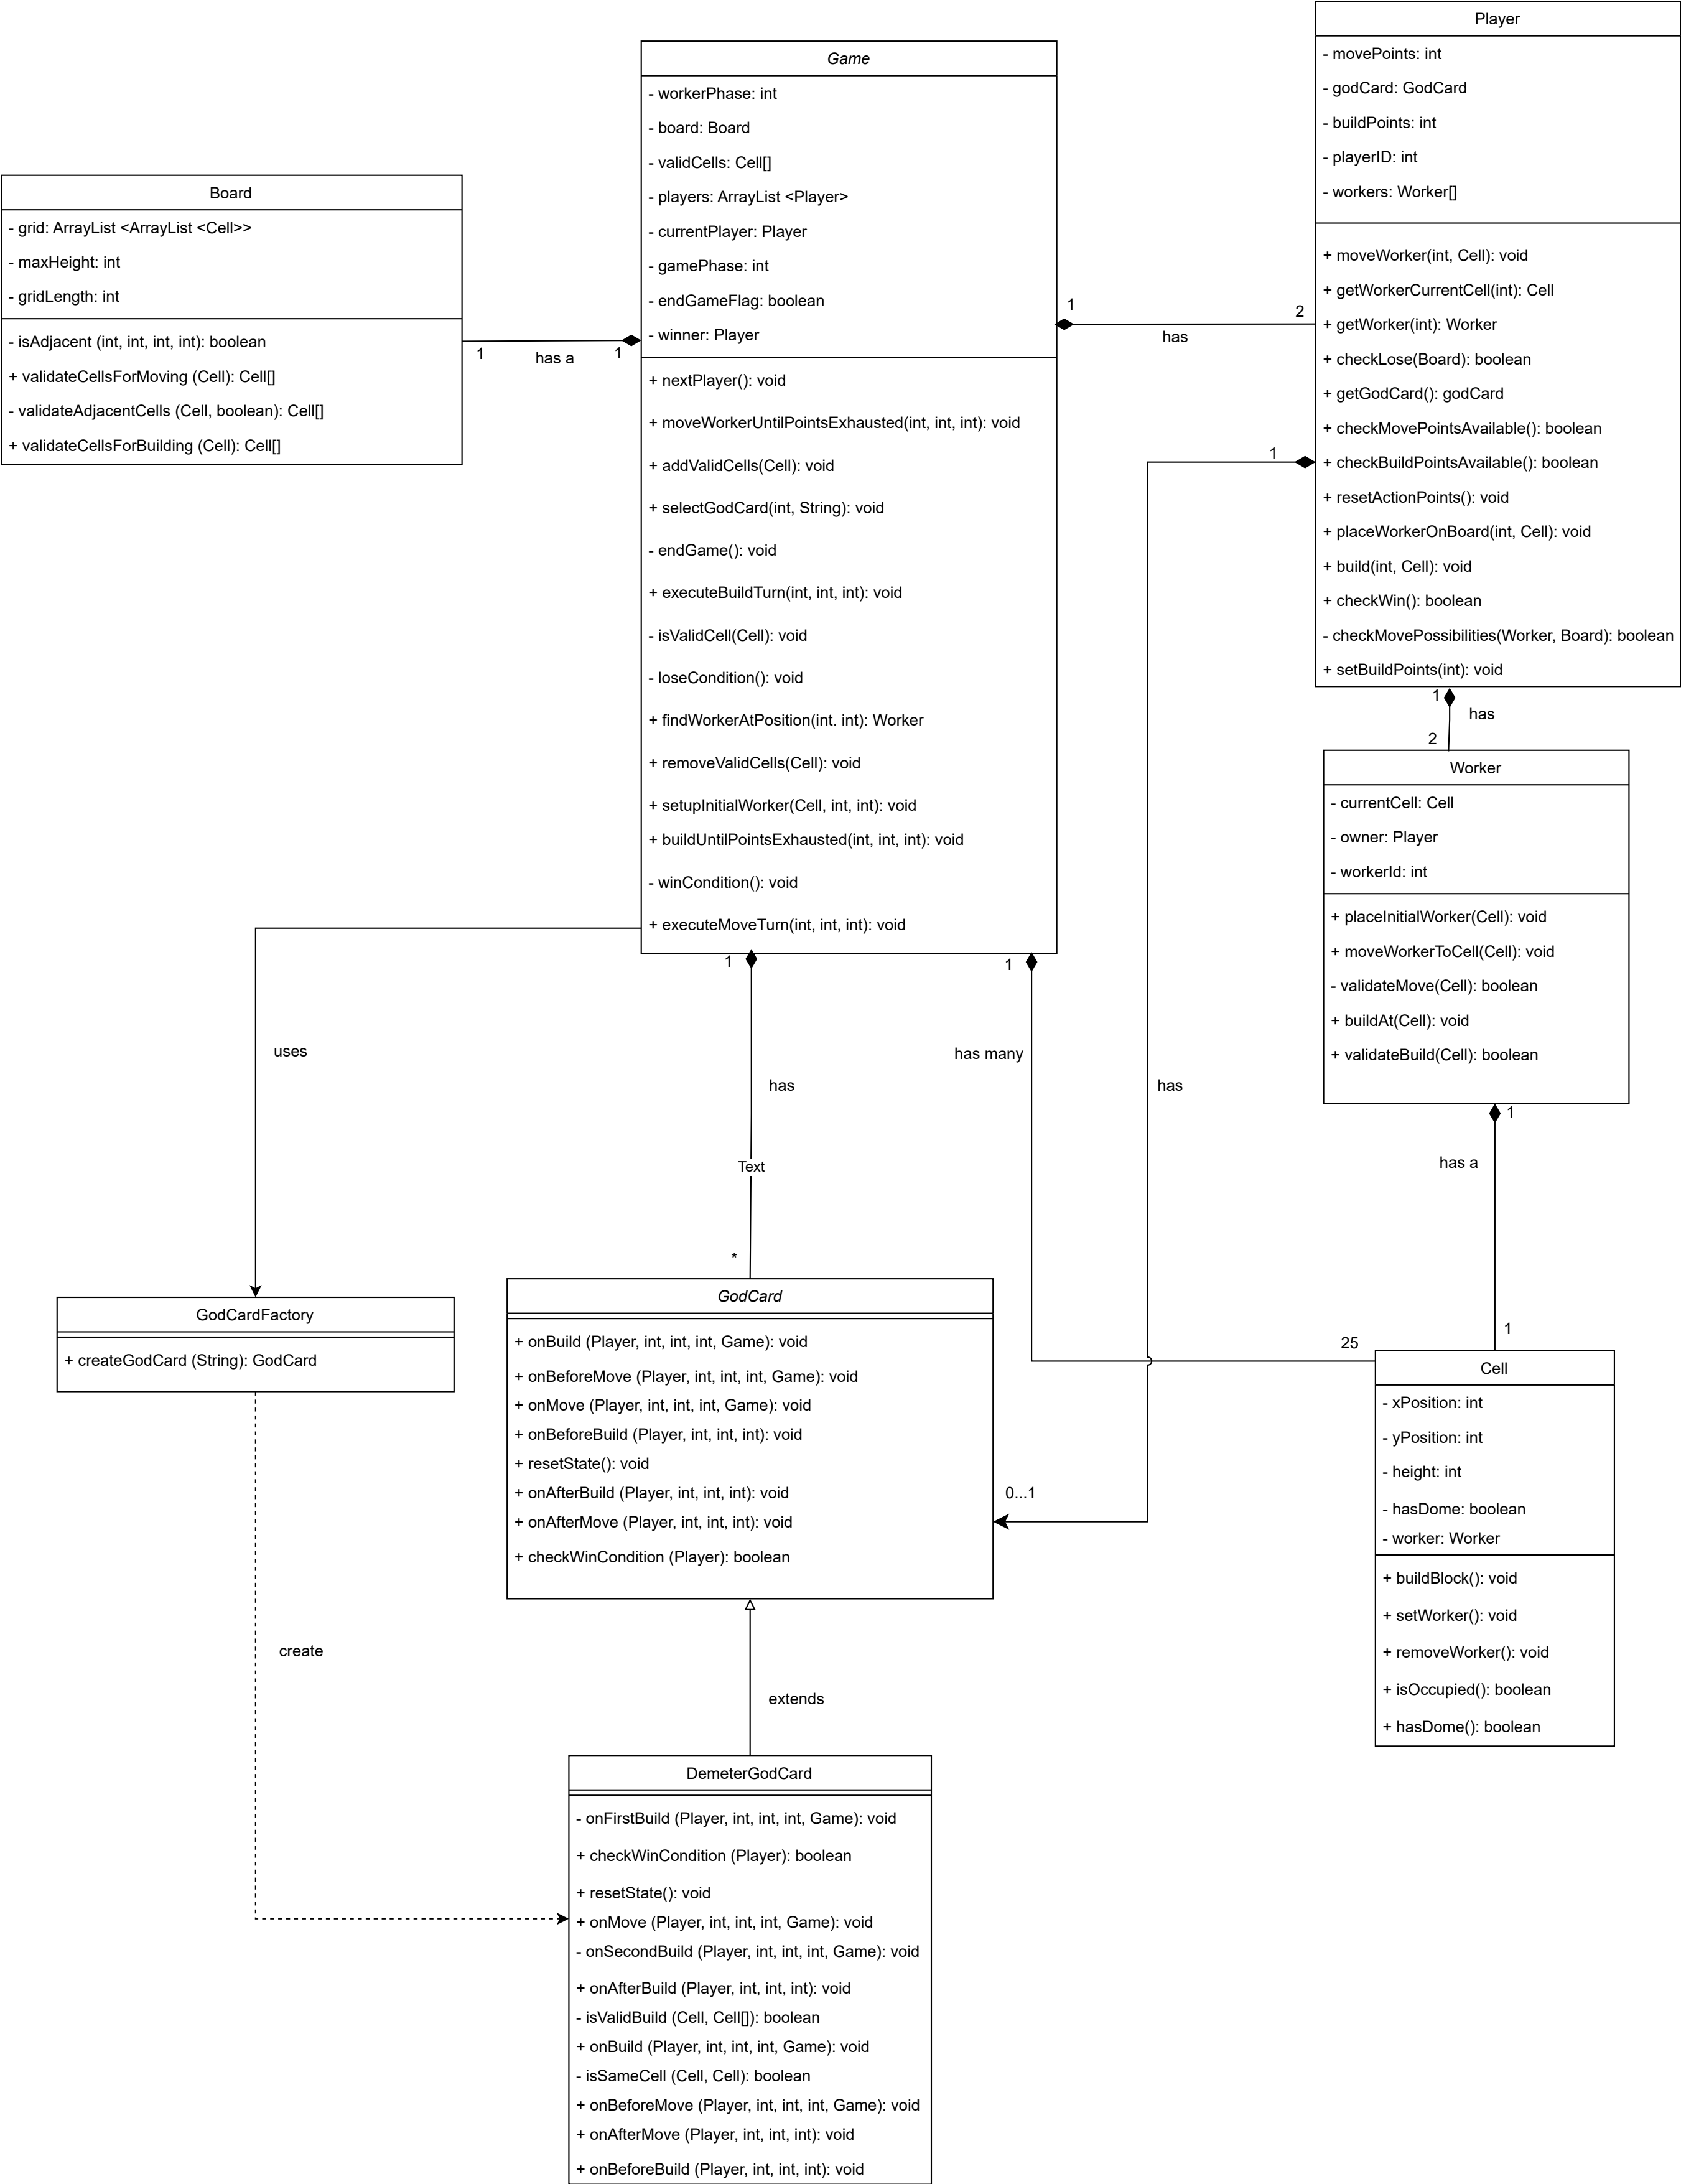 Player
- movePoints: int
- godCard: GodCard
- buildPoints: int
- playerID: int
- workers: Worker[]
+ moveWorker(int, Cell): void
+ getWorkerCurrentCell(int): Cell
+ getWorker(int): Worker
+ checkLose(Board): boolean
+ getGodCard(): godCard
+ checkMovePointsAvailable(): boolean
+ checkBuildPointsAvailable(): boolean
+ resetActionPoints(): void
+ placeWorkerOnBoard(int, Cell): void
+ build(int, Cell): void
+ checkWin(): boolean
- checkMovePossibilities(Worker, Board): boolean
+ setBuildPoints(int): void
Game
- workerPhase: int
- board: Board
- validCells: Cell[]
- players: ArrayList <Player>
- currentPlayer: Player
- gamePhase: int
- endGameFlag: boolean
- winner: Player
+ nextPlayer(): void
+ moveWorkerUntilPointsExhausted(int, int, int): void
+ addValidCells(Cell): void
+ selectGodCard(int, String): void
- endGame(): void
+ executeBuildTurn(int, int, int): void
- isValidCell(Cell): void
- loseCondition(): void
+ findWorkerAtPosition(int. int): Worker
+ removeValidCells(Cell): void
+ setupInitialWorker(Cell, int, int): void
+ buildUntilPointsExhausted(int, int, int): void
- winCondition(): void
+ executeMoveTurn(int, int, int): void
Board
- grid: ArrayList <ArrayList <Cell>>
- maxHeight: int
- gridLength: int
- isAdjacent (int, int, int, int): boolean
+ validateCellsForMoving (Cell): Cell[]
- validateAdjacentCells (Cell, boolean): Cell[]
+ validateCellsForBuilding (Cell): Cell[]
1
has a
1
1
has
2
1
has
1
has
2
Worker
- currentCell: Cell
- owner: Player
- workerId: int
+ placeInitialWorker(Cell): void
+ moveWorkerToCell(Cell): void
- validateMove(Cell): boolean
+ buildAt(Cell): void
+ validateBuild(Cell): boolean
1
has a
1
uses
1
has
Text
*
1
has many
25
0...1
GodCardFactory
+ createGodCard (String): GodCard
create
GodCard
+ onBuild (Player, int, int, int, Game): void
+ onBeforeMove (Player, int, int, int, Game): void
+ onMove (Player, int, int, int, Game): void
+ onBeforeBuild (Player, int, int, int): void
+ resetState(): void
+ onAfterBuild (Player, int, int, int): void
+ onAfterMove (Player, int, int, int): void
+ checkWinCondition (Player): boolean
extends
Cell
- xPosition: int
- yPosition: int
- height: int
- hasDome: boolean
- worker: Worker
+ buildBlock(): void
+ setWorker(): void
+ removeWorker(): void
+ isOccupied(): boolean
+ hasDome(): boolean
DemeterGodCard
- onFirstBuild (Player, int, int, int, Game): void
+ checkWinCondition (Player): boolean
+ resetState(): void
+ onMove (Player, int, int, int, Game): void
- onSecondBuild (Player, int, int, int, Game): void
+ onAfterBuild (Player, int, int, int): void
- isValidBuild (Cell, Cell[]): boolean
+ onBuild (Player, int, int, int, Game): void
- isSameCell (Cell, Cell): boolean
+ onBeforeMove (Player, int, int, int, Game): void
+ onAfterMove (Player, int, int, int): void
+ onBeforeBuild (Player, int, int, int): void